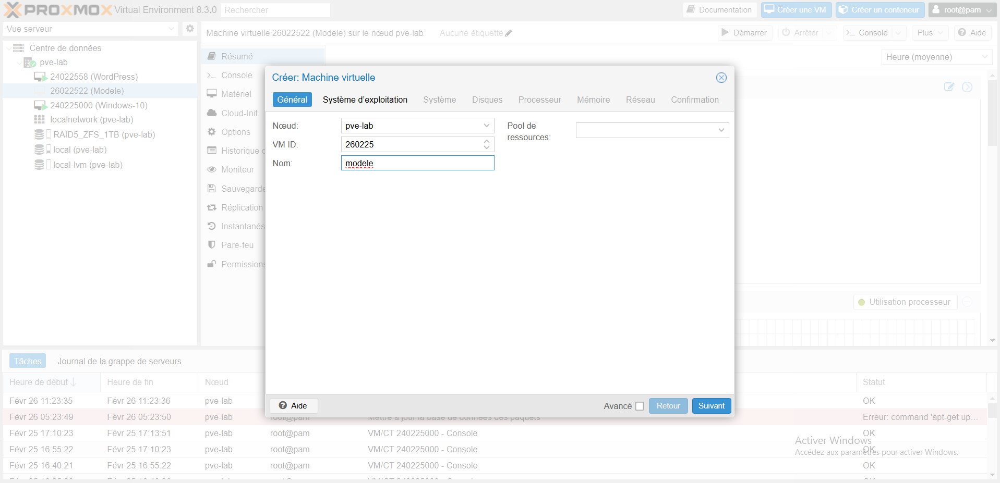 PROXMOX Virtual Environment 8.3.0 Rechercher Documentation Créer une VM Créer un conteneur root@pam
Vue serveur
Machine virtuelle 26022522 (Modele) sur le nœud pve-lab Aucune étiquette Démarrer Arrêter Console Plus Aide
Centre de données
pve-lab
24022558 (WordPress)
26022522 (Modele)
240225000 (Windows-10)
localnetwork (pve-lab)
RAID5_ZFS_1TB (pve-lab)
local (pve-lab)
local-lvm (pve-lab)
Résumé
Console
Matériel
Cloud-Init
Options
Historique
Moniteur
Sauvegarde
Réplication
Instantanés
Pare-feu
Permissions
Heure (moyenne)
Créer: Machine virtuelle
Général Système d'exploitation Système Disques Processeur Mémoire Réseau Confirmation
Nœud: pve-lab
VM ID: 260225
Nom: modele
Pool de
ressources:
Aide Avancé Retour Suivant
Utilisation processeur
Tâches Journal de la grappe de serveurs
Heure de début Heure de fin Nœud Statut
Févr 26 11:23:35 Févr 26 11:23:36 pve-lab OK
Févr 26 05:23:49 Févr 26 05:23:50 pve-lab root@pam Mettre à jour la base de données des paquets Erreur: command 'apt-get up...
Févr 25 17:10:23 Févr 25 17:13:51 pve-lab root@pam VM/CT 240225000 - Console OK
Févr 25 16:55:22 Févr 25 17:10:23 pve-lab root@pam VM/CT 240225000 - Console OK
Févr 25 16:40:21 Févr 25 16:55:22 pve-lab root@pam VM/CT 240225000 - Console OK
Activer Windows
Accédez aux paramètres pour activer Windows.